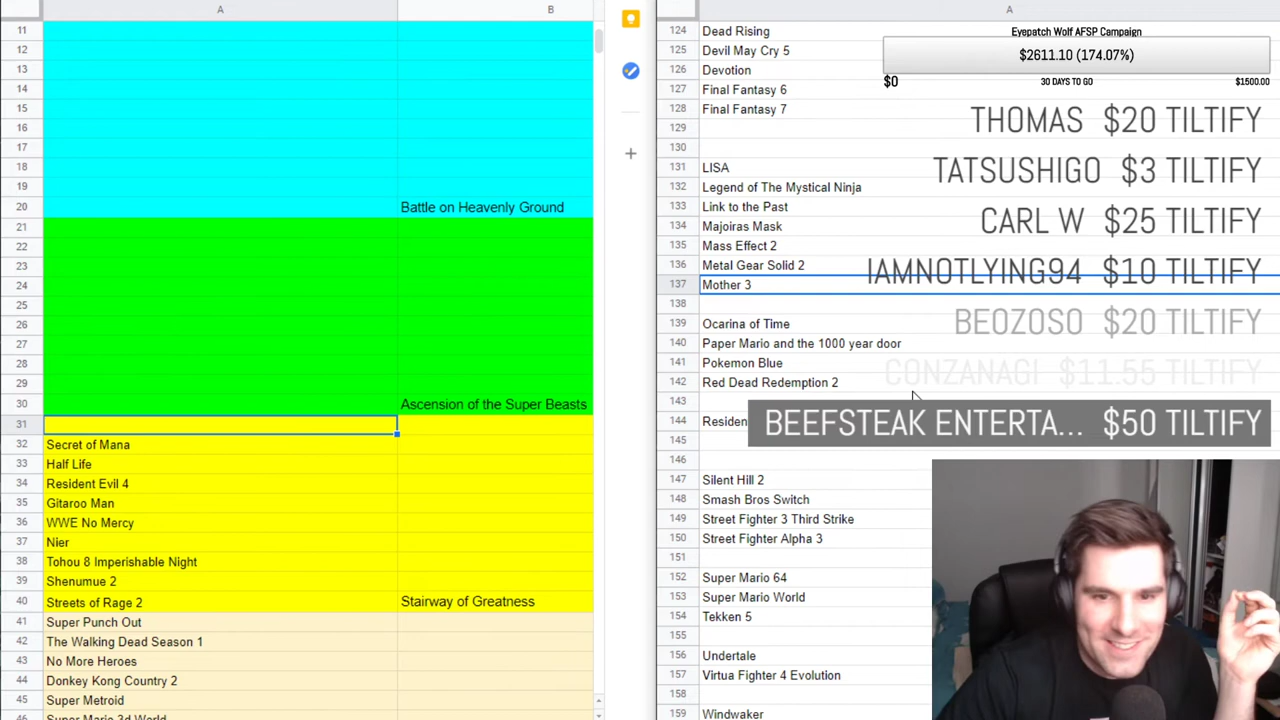 A
B
11
12
13
14
15
16
17
18
19
20 Battle on Heavenly Ground
21
22
23
24
25
26
27
28
29
30 Ascension of the Super Beasts
31
32 Secret of Mana
33 Half Life
34 Resident Evil 4
35 Gitaroo Man
36 WWE No Mercy
37 Nier
38 Tohou 8 Imperishable Night
39 Shenumue 2
40 Streets of Rage 2 Stairway of Greatness
41 Super Punch Out
42 The Walking Dead Season 1
43 No More Heroes
44 Donkey Kong Country 2
45 Super Metroid
46 Super Mario 3d World
A
124 Dead Rising
125 Devil May Cry 5
126 Devotion
127 Final Fantasy 6
128 Final Fantasy 7
129
130
131 LISA
132 Legend of The Mystical Ninja
133 Link to the Past
134 Majoiras Mask
135 Mass Effect 2
136 Metal Gear Solid 2
137 Mother 3
138
139 Ocarina of Time
140 Paper Mario and the 1000 year door
141 Pokemon Blue
142 Red Dead Redemption 2
143
144
145
146
147 Silent Hill 2
148 Smash Bros Switch
149 Street Fighter 3 Third Strike
150 Street Fighter Alpha 3
151
152 Super Mario 64
153 Super Mario World
154 Tekken 5
155
156 Undertale
157 Virtua Fighter 4 Evolution
158
159 Windwaker
Eyepatch Wolf AFSP Campaign
$2611.10 (174.07%)
$0 30 DAYS TO GO $1500.00
THOMAS $20 TILTIFY
TATSUSHIGO $3 TILTIFY
CARL W $25 TILTIFY
IAMNOTLYING94 $10 TILTIFY
BEOZOSO $20 TILTIFY
CONZANAGI $11.55 TILTIFY
BEEFSTEAK ENTERTA... $50 TILTIFY